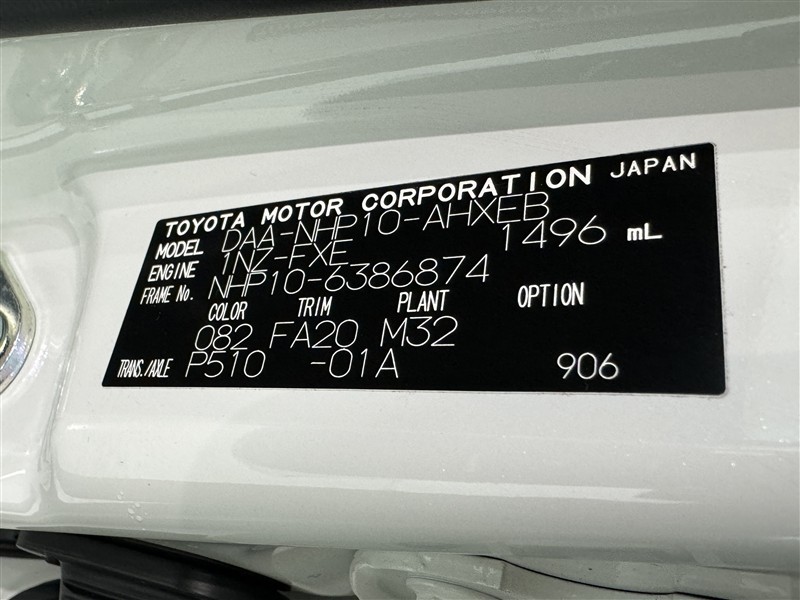 TOYOTA MOTOR CORPORATION JAPAN
MODEL DAA-NHP10-AHXEB
ENGINE 1NZ-FXE 1496 mL
FRAME No. NHP10-6386874
COLOR TRIM PLANT OPTION
082 FA20 M32
TRANS./AXLE P510 -01A 906